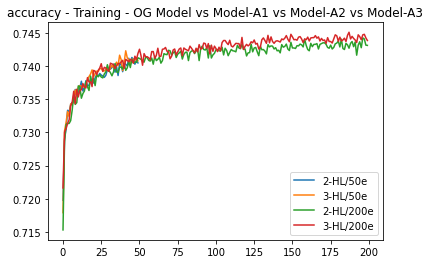 accuracy - Training - OG Model vs Model-A1 vs Model-A2 vs Model-A3
0.745
0.740
0.735
0.730
0.725
0.720
0.715
2-HL/50e
3-HL/50e
2-HL/200e
3-HL/200e
0 25 50 75 100 125 150 175 200